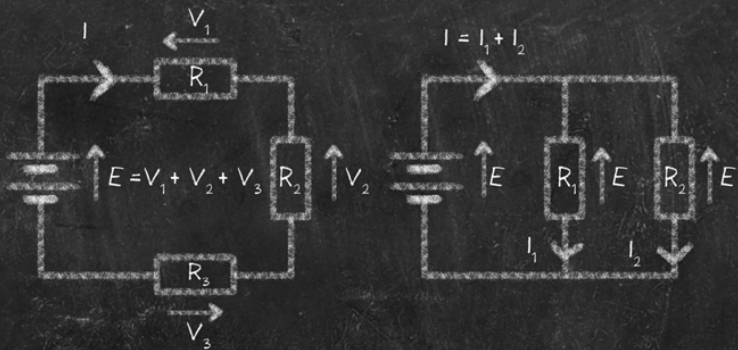 I
V₁
R₁
E = V₁ + V₂ + V₃
R₂
V₂
R₃
V₃
I = I₁ + I₂
E
R₁
E
R₂
E
I₁
I₂